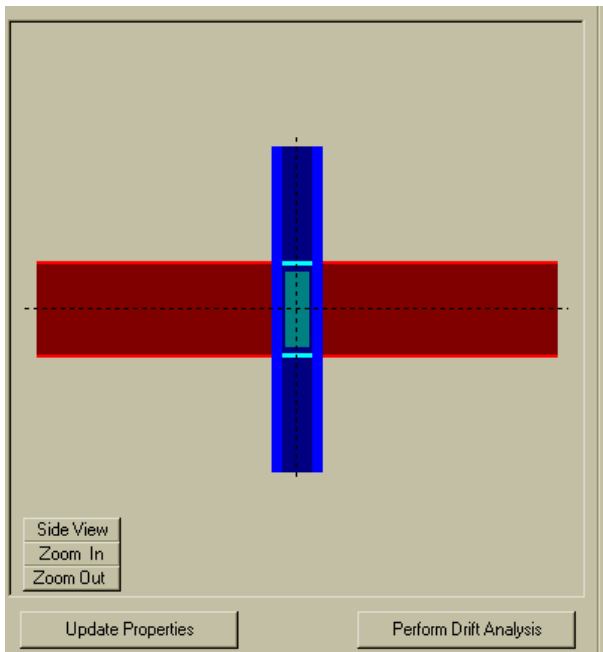 Side View
Zoom In
Zoom Out
Update Properties
Perform Drift Analysis